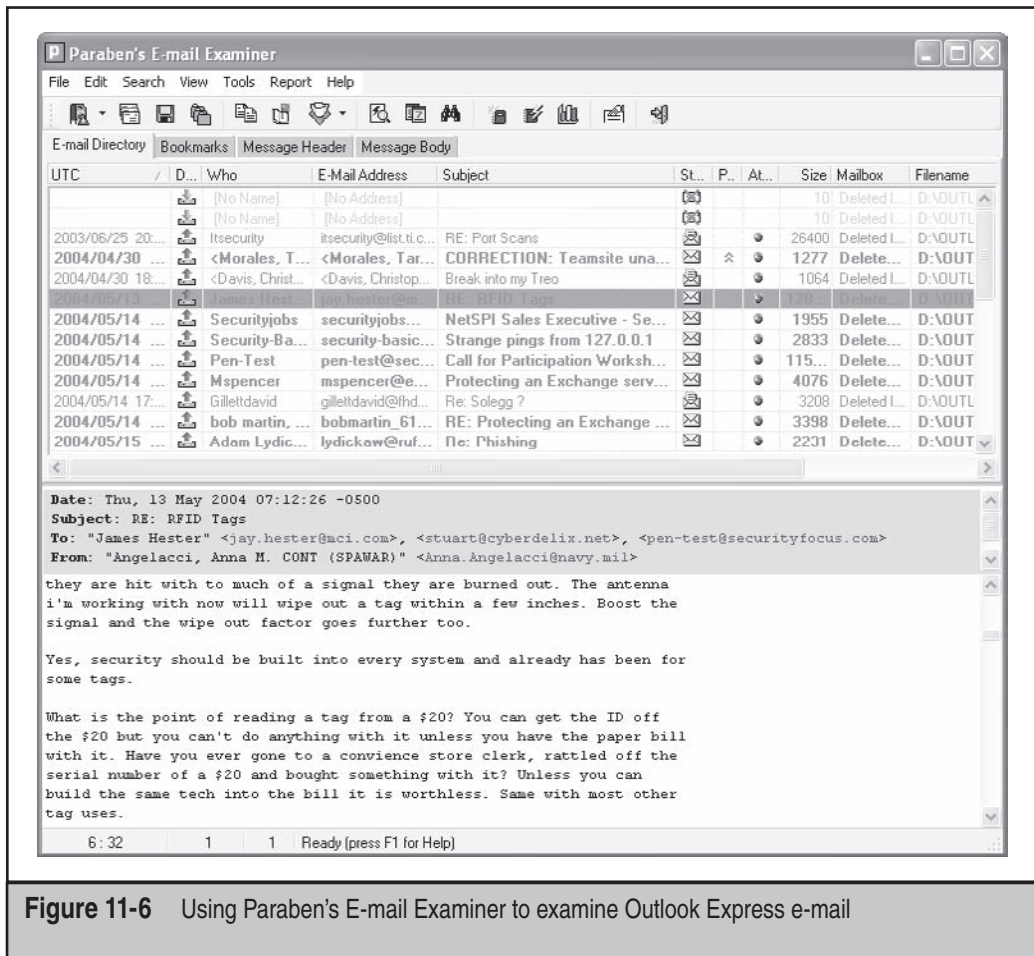 Paraben's E-mail Examiner
File Edit Search View Tools Report Help
E-mail Directory Bookmarks Message Header Message Body
UTC / D... Who E-Mail Address Subject St... P.. At... Size Mailbox Filename
[No Name] [No Address] 10 Deleted I... D:\OUTL
[No Name] [No Address] 10 Deleted I... D:\OUTL
2003/06/25 20:... Itsecurity itsecurity@list.ti.c... RE: Port Scans 26400 Deleted I... D:\OUTL
2004/04/30 ... <Morales, T... <Morales, Tar... CORRECTION: Teamsite una... 1277 Delete... D:\OUT
2004/04/30 18:... <Davis, Christ... <Davis, Christop... Break into my Treo 1064 Deleted I... D:\OUTL
2004/05/13 ... James Hest... jay.hester@m... RE: RFID Tags 128... Delete... D:\OUT
2004/05/14 ... Securityjobs securityjobs... NetSPI Sales Executive - Se... 1955 Delete... D:\OUT
2004/05/14 ... Security-Ba... security-basic... Strange pings from 127.0.0.1 2833 Delete... D:\OUT
2004/05/14 ... Pen-Test pen-test@sec... Call for Participation Worksh... 115... Delete... D:\OUT
2004/05/14 ... Mspencer mspencer@e... Protecting an Exchange serv... 4076 Delete... D:\OUT
2004/05/14 17:... Gillettdavid gillettdavid@fhd... Re: Solegg ? 3208 Deleted I... D:\OUTL
2004/05/14 ... bob martin, ... bobmartin_61... RE: Protecting an Exchange ... 3398 Delete... D:\OUT
2004/05/15 ... Adam Lydic... lydickaw@ruf... Re: Phishing 2231 Delete... D:\OUT
Date: Thu, 13 May 2004 07:12:26 -0500
Subject: RE: RFID Tags
To: "James Hester" <jay.hester@mci.com>, <stuart@cyberdelix.net>, <pen-test@securityfocus.com>
From: "Angelacci, Anna M. CONT (SPAWAR)" <Anna.Angelacci@navy.mil>
they are hit with to much of a signal they are burned out. The antenna
i'm working with now will wipe out a tag within a few inches. Boost the
signal and the wipe out factor goes further too.
Yes, security should be built into every system and already has been for
some tags.
What is the point of reading a tag from a $20? You can get the ID off
the $20 but you can't do anything with it unless you have the paper bill
with it. Have you ever gone to a convience store clerk, rattled off the
serial number of a $20 and bought something with it? Unless you can
build the same tech into the bill it is worthless. Same with most other
tag uses.
6 : 32 1 1 Ready (press F1 for Help)
Figure 11-6 Using Paraben's E-mail Examiner to examine Outlook Express e-mail